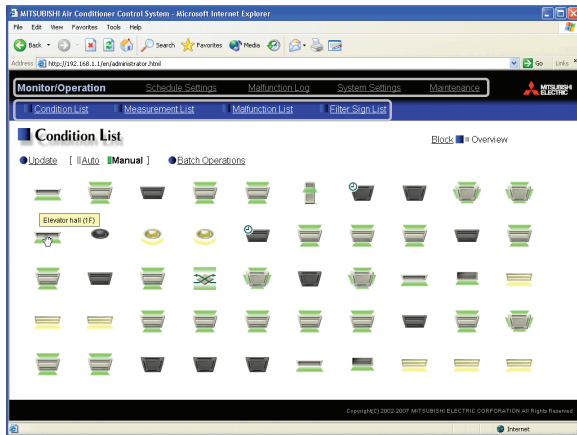 MITSUBISHI Air Conditioner Control System - Microsoft Internet Explorer
File Edit View Favorites Tools Help
Back Search Favorites Media
Address http://192.168.1.1/en/administrator.html Go Links »
Monitor/Operation Schedule Settings Malfunction Log System Settings Maintenance MITSUBISHI ELECTRIC
Condition List Measurement List Malfunction List Filter Sign List
Condition List Block Overview
Update [ Auto Manual ] Batch Operations
Elevator hall (1F)
Copyright(C) 2002-2007 MITSUBISHI ELECTRIC CORPORATION All Rights Reserved
Internet